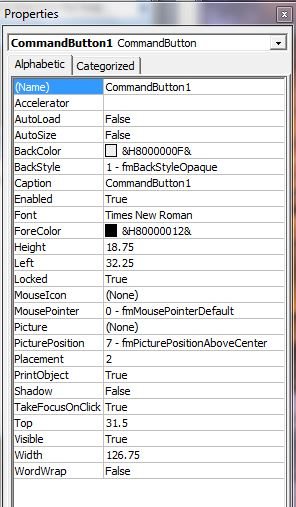 Properties
CommandButton1 CommandButton
Alphabetic Categorized
(Name) CommandButton1
Accelerator
AutoLoad False
AutoSize False
BackColor &H8000000F&
BackStyle 1 - fmBackStyleOpaque
Caption CommandButton1
Enabled True
Font Times New Roman
ForeColor &H80000012&
Height 18.75
Left 32.25
Locked True
MouseIcon (None)
MousePointer 0 - fmMousePointerDefault
Picture (None)
PicturePosition 7 - fmPicturePositionAboveCenter
Placement 2
PrintObject True
Shadow False
TakeFocusOnClick True
Top 31.5
Visible True
Width 126.75
WordWrap False